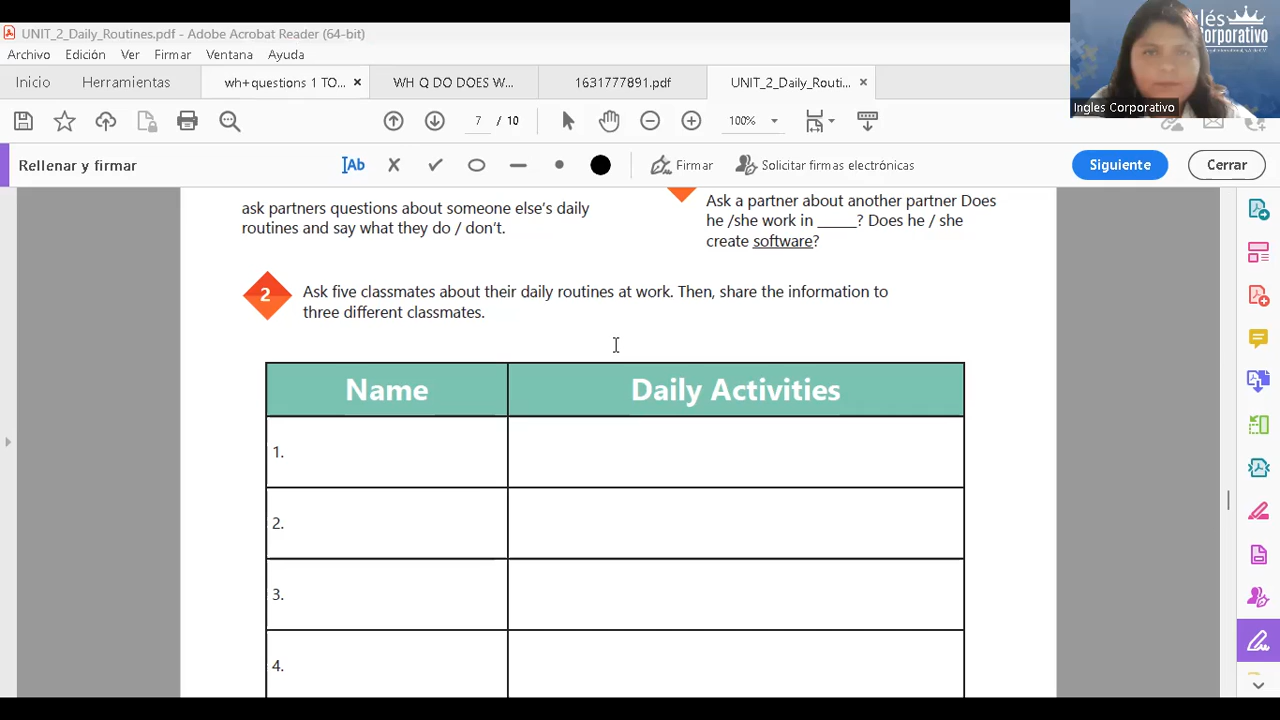 UNIT_2_Daily_Routines.pdf - Adobe Acrobat Reader (64-bit)
Archivo Edición Ver Firmar Ventana Ayuda
Inicio Herramientas wh+questions 1 TO... × WH Q DO DOES W... 1631777891.pdf UNIT_2_Daily_Routi... ×
7 / 10 100%
Rellenar y firmar Ab Firmar Solicitar firmas electrónicas Siguiente Cerrar
Corporativo
Ingles Corporativo
ask partners questions about someone else's daily
routines and say what they do / don't.
Ask a partner about another partner Does
he /she work in _____? Does he / she
create software?
2 Ask five classmates about their daily routines at work. Then, share the information to
three different classmates.
Name Daily Activities
1.
2.
3.
4.